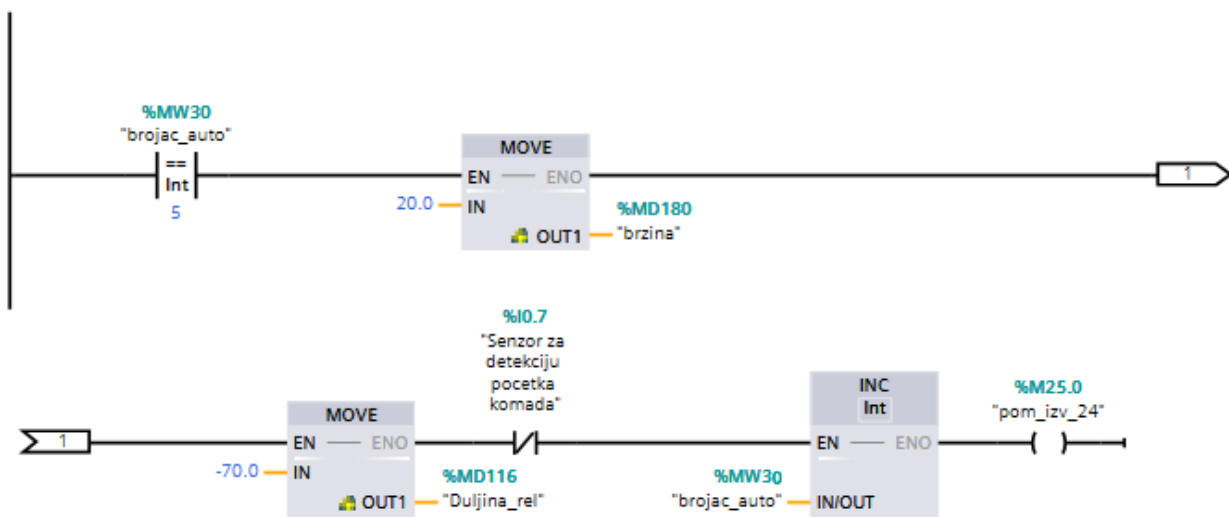 %MW30
"brojac_auto"
==
Int
5
MOVE
EN ENO
20.0 IN
%MD180
OUT1 "brzina"
1
%I0.7
"Senzor za
detekciju
pocetka
komada"
1
MOVE
EN ENO
-70.0 IN
%MD116
OUT1 "Duljina_rel"
INC
Int
EN ENO
%MW30
"brojac_auto" IN/OUT
%M25.0
"pom_izv_24"